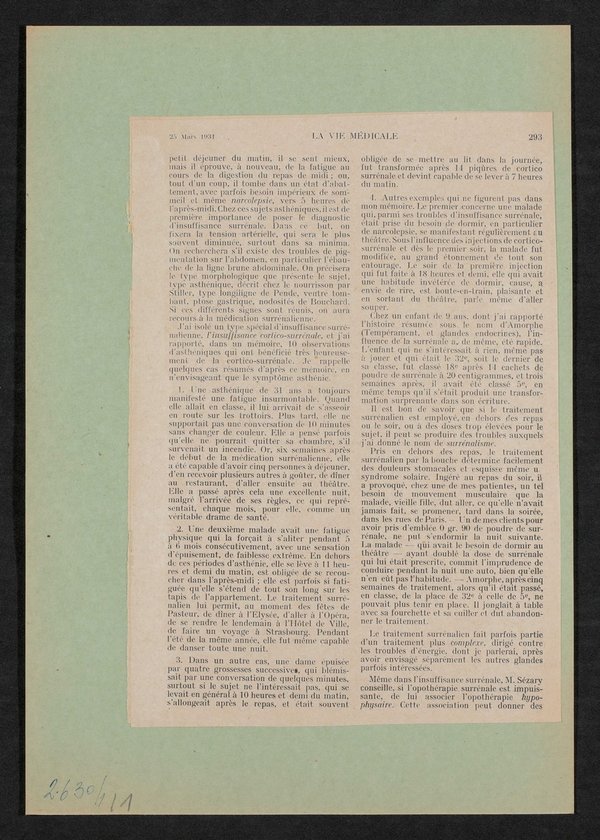 25 Mars 1931
LA VIE MÉDICALE
293
petit déjeuner du matin, il se sent mieux,
mais il éprouve, à nouveau, de la fatigue au
cours de la digestion du repas de midi ; ou,
tout d'un coup, il tombe dans un état d'abat-
tement, avec parfois besoin impérieux de som-
meil et même narcolepsie, vers 5 heures de
l'après-midi. Chez ces sujets asthéniques, il est de
première importance de poser le diagnostic
d'insuffisance surrénale. Dans ce but, on
fixera la tension artérielle, qui sera le plus
souvent diminuée, surtout dans sa minima.
On recherchera s'il existe des troubles de pig-
mentation sur l'abdomen, en particulier l'ébau-
che de la ligne brune abdominale. On précisera
le type morphologique que présente le sujet,
type asthénique, décrit chez le nourrisson par
Stiller, type longiligne de Pende, ventre tom-
bant, ptose gastrique, nodosités de Bouchard.
Si ces différents signes sont réunis, on aura
recours à la médication surrénalienne.
J'ai isolé un type spécial d'insuffisance surré-
nalienne, l'insuffisance cortico-surrénale, et j'ai
rapporté, dans un mémoire, 10 observations
d'asthéniques qui ont bénéficié très heureuse-
ment de la cortico-surrénale. Je rappelle
quelques cas résumés d'après ce mémoire, en
n'envisageant que le symptôme asthénie.
1. Une asthénique de 31 ans a toujours
manifesté une fatigue insurmontable. Quand
elle allait en classe, il lui arrivait de s'asseoir
en route sur les trottoirs. Plus tard, elle ne
supportait pas une conversation de 10 minutes
sans changer de couleur. Elle a pensé parfois
qu'elle ne pourrait quitter sa chambre, s'il
survenait un incendie. Or, six semaines après
le début de la médication surrénalienne, elle
a été capable d'avoir cinq personnes à déjeuner,
d'en recevoir plusieurs autres à goûter, de dîner
au restaurant, d'aller ensuite au théâtre.
Elle a passé après cela une excellente nuit,
malgré l'arrivée de ses règles, ce qui repré-
sentait, chaque mois, pour elle, comme un
véritable drame de santé.
2. Une deuxième malade avait une fatigue
physique qui la forçait à s'aliter pendant 5
à 6 mois consécutivement, avec une sensation
d'épuisement, de faiblesse extrême. En dehors
de ces périodes d'asthénie, elle se lève à 11 heu-
res et demi du matin, est obligée de se recou-
cher dans l'après-midi ; elle est parfois si fati-
guée qu'elle s'étend de tout son long sur les
tapis de l'appartement. Le traitement surré-
nalien lui permit, au moment des fêtes de
Pasteur, de dîner à l'Elysée, d'aller à l'Opéra,
de se rendre le lendemain à l'Hôtel de Ville,
de faire un voyage à Strasbourg. Pendant
l'été de la même année, elle fut même capable
de danser toute une nuit.
3. Dans un autre cas, une dame épuisée
par quatre grossesses successives, qui blêmis-
sait par une conversation de quelques minutes,
surtout si le sujet ne l'intéressait pas, qui se
levait en général à 10 heures et demi du matin,
s'allongeait après le repas, et était souvent
obligée de se mettre au lit dans la journée,
fut transformée après 14 piqûres de cortico
surrénale et devint capable de se lever à 7 heures
du matin.
4. Autres exemples qui ne figurent pas dans
mon mémoire. Le premier concerne une malade
qui, parmi ses troubles d'insuffisance surrénale,
était prise du besoin de dormir, en particulier
de narcolepsie, se manifestant régulièrement au
théâtre. Sous l'influence des injections de cortico-
surrénale et dès le premier soir, la malade fut
modifiée, au grand étonnement de tout son
entourage. Le soir de la première injection
qui fut faite à 18 heures et demi, elle qui avait
une habitude invétérée de dormir, cause, a
envie de rire, est boute-en-train, plaisante et
en sortant du théâtre, parle même d'aller
souper.
Chez un enfant de 9 ans, dont j'ai rapporté
l'histoire résumée sous le nom d'Amorphe
(Tempérament, et glandes endocrines), l'in-
fluence de la surrénale a, de même, été rapide.
L'enfant qui ne s'intéressait à rien, même pas
à jouer et qui était le 32e, soit le dernier de
sa classe, fut classé 18e après 14 cachets de
poudre de surrénale à 20 centigrammes, et trois
semaines après, il avait été classé 5e, en
même temps qu'il s'était produit une transfor-
mation surprenante dans son écriture.
Il est bon de savoir que si le traitement
surrénalien est employé, en dehors des repas
ou le soir, ou à des doses trop élevées pour le
sujet, il peut se produire des troubles auxquels
j'ai donné le nom de surrénalisme.
Pris en dehors des repas, le traitement
surrénalien par la bouche détermine facilement
des douleurs stomacales et esquisse même un
syndrome solaire. Ingéré au repas du soir, il
a provoqué, chez une de mes patientes, un tel
besoin de mouvement musculaire que la
malade, vieille fille, dut aller, ce qu'elle n'avait
jamais fait, se promener, tard dans la soirée,
dans les rues de Paris. — Un de mes clients pour
avoir pris d'emblée 0 gr. 90 de poudre de sur-
rénale, ne put s'endormir la nuit suivante.
La malade — qui avait le besoin de dormir au
théâtre — ayant doublé la dose de surrénale
qui lui était prescrite, commit l'imprudence de
conduire pendant la nuit une auto, bien qu'elle
n'en eût pas l'habitude. — Amorphe, après cinq
semaines de traitement, alors qu'il était passé,
en classe, de la place de 32e à celle de 5e, ne
pouvait plus tenir en place. Il jonglait à table
avec sa fourchette et sa cuiller et dut abandon-
ner le traitement.
Le traitement surrénalien fait parfois partie
d'un traitement plus complexe, dirigé contre
les troubles d'énergie, dont je parlerai, après
avoir envisagé séparément les autres glandes
parfois intéressées.
Même dans l'insuffisance surrénale, M. Sézary
conseille, si l'opothérapie surrénale est impuis-
sante, de lui associer l'opothérapie hypo-
physaire. Cette association peut donner des
2.630/1/1